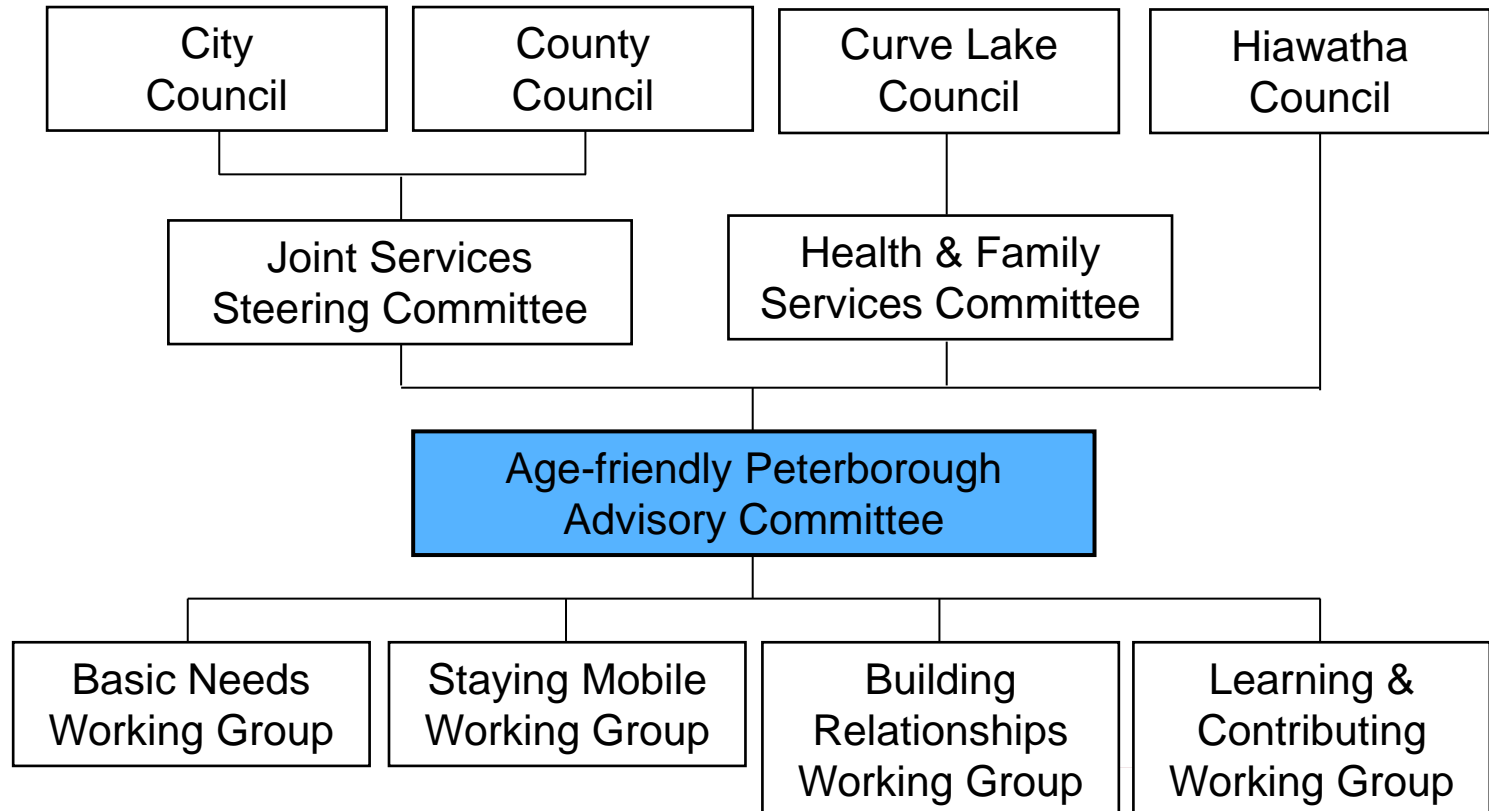 City
Council
County
Council
Curve Lake
Council
Hiawatha
Council
Joint Services
Steering Committee
Health & Family
Services Committee
Age-friendly Peterborough
Advisory Committee
Basic Needs
Working Group
Staying Mobile
Working Group
Building
Relationships
Working Group
Learning &
Contributing
Working Group